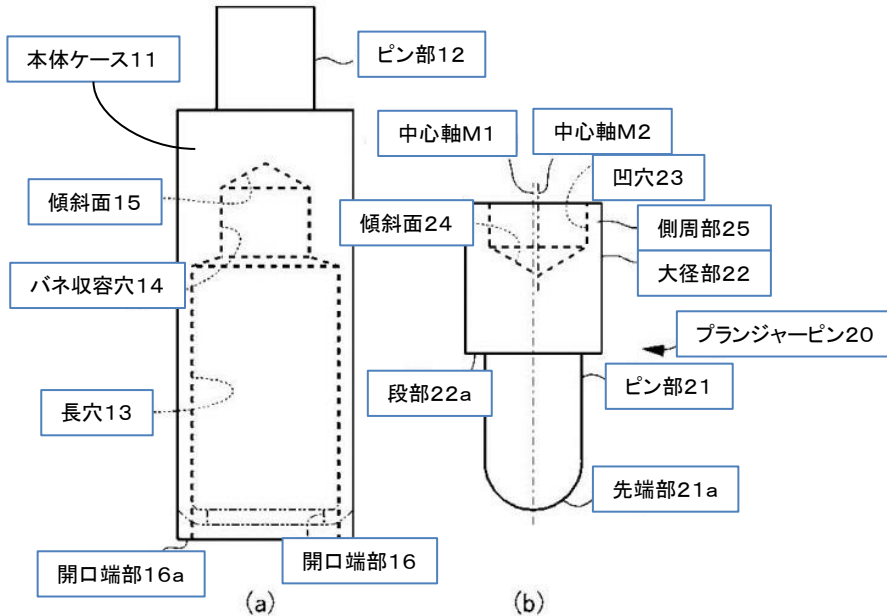 ピン部12
本体ケース11
中心軸M1
中心軸M2
凹穴23
傾斜面15
傾斜面24
側周部25
大径部22
バネ収容穴14
プランジャーピン20
段部22a
ピン部21
長穴13
先端部21a
開口端部16a
開口端部16
(a)
(b)